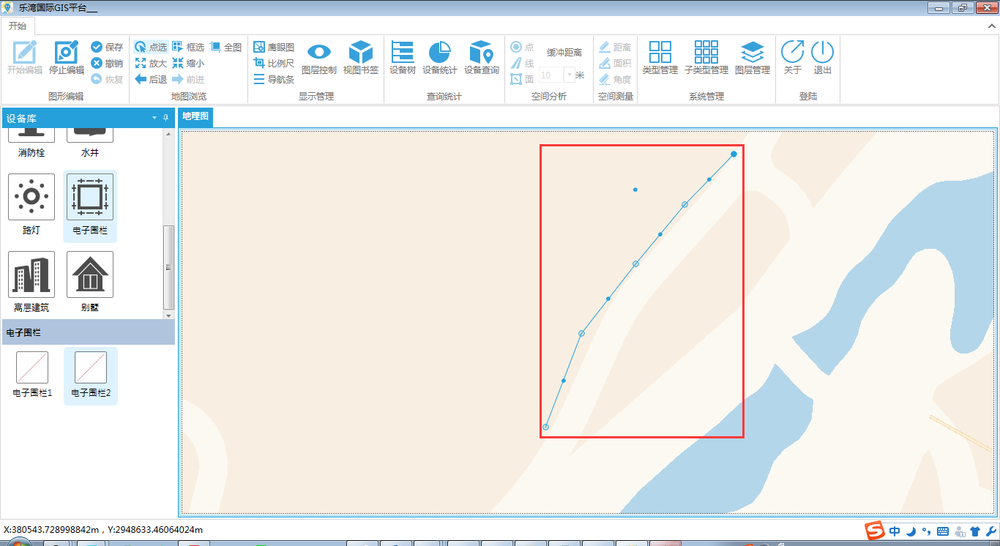 乐湾国际GIS平台__
开始
开始编辑 停止编辑 保存 撤销 恢复
图形编辑
点选 框选 全图
放大 缩小
后退 前进
地图浏览
鹰眼图
比例尺
导航条
图层控制 视图书签
显示管理
设备树 设备统计 设备查询
查询统计
点
线
面
缓冲距离
10 米
空间分析
距离
面积
角度
空间测量
类型管理 子类型管理 图层管理
系统管理
关于 退出
登陆
设备库
消防栓 水井
路灯 电子围栏
高层建筑 别墅
电子围栏
电子围栏1 电子围栏2
地理图
X:380543.728998842m，Y:2948633.46064024m
S 中